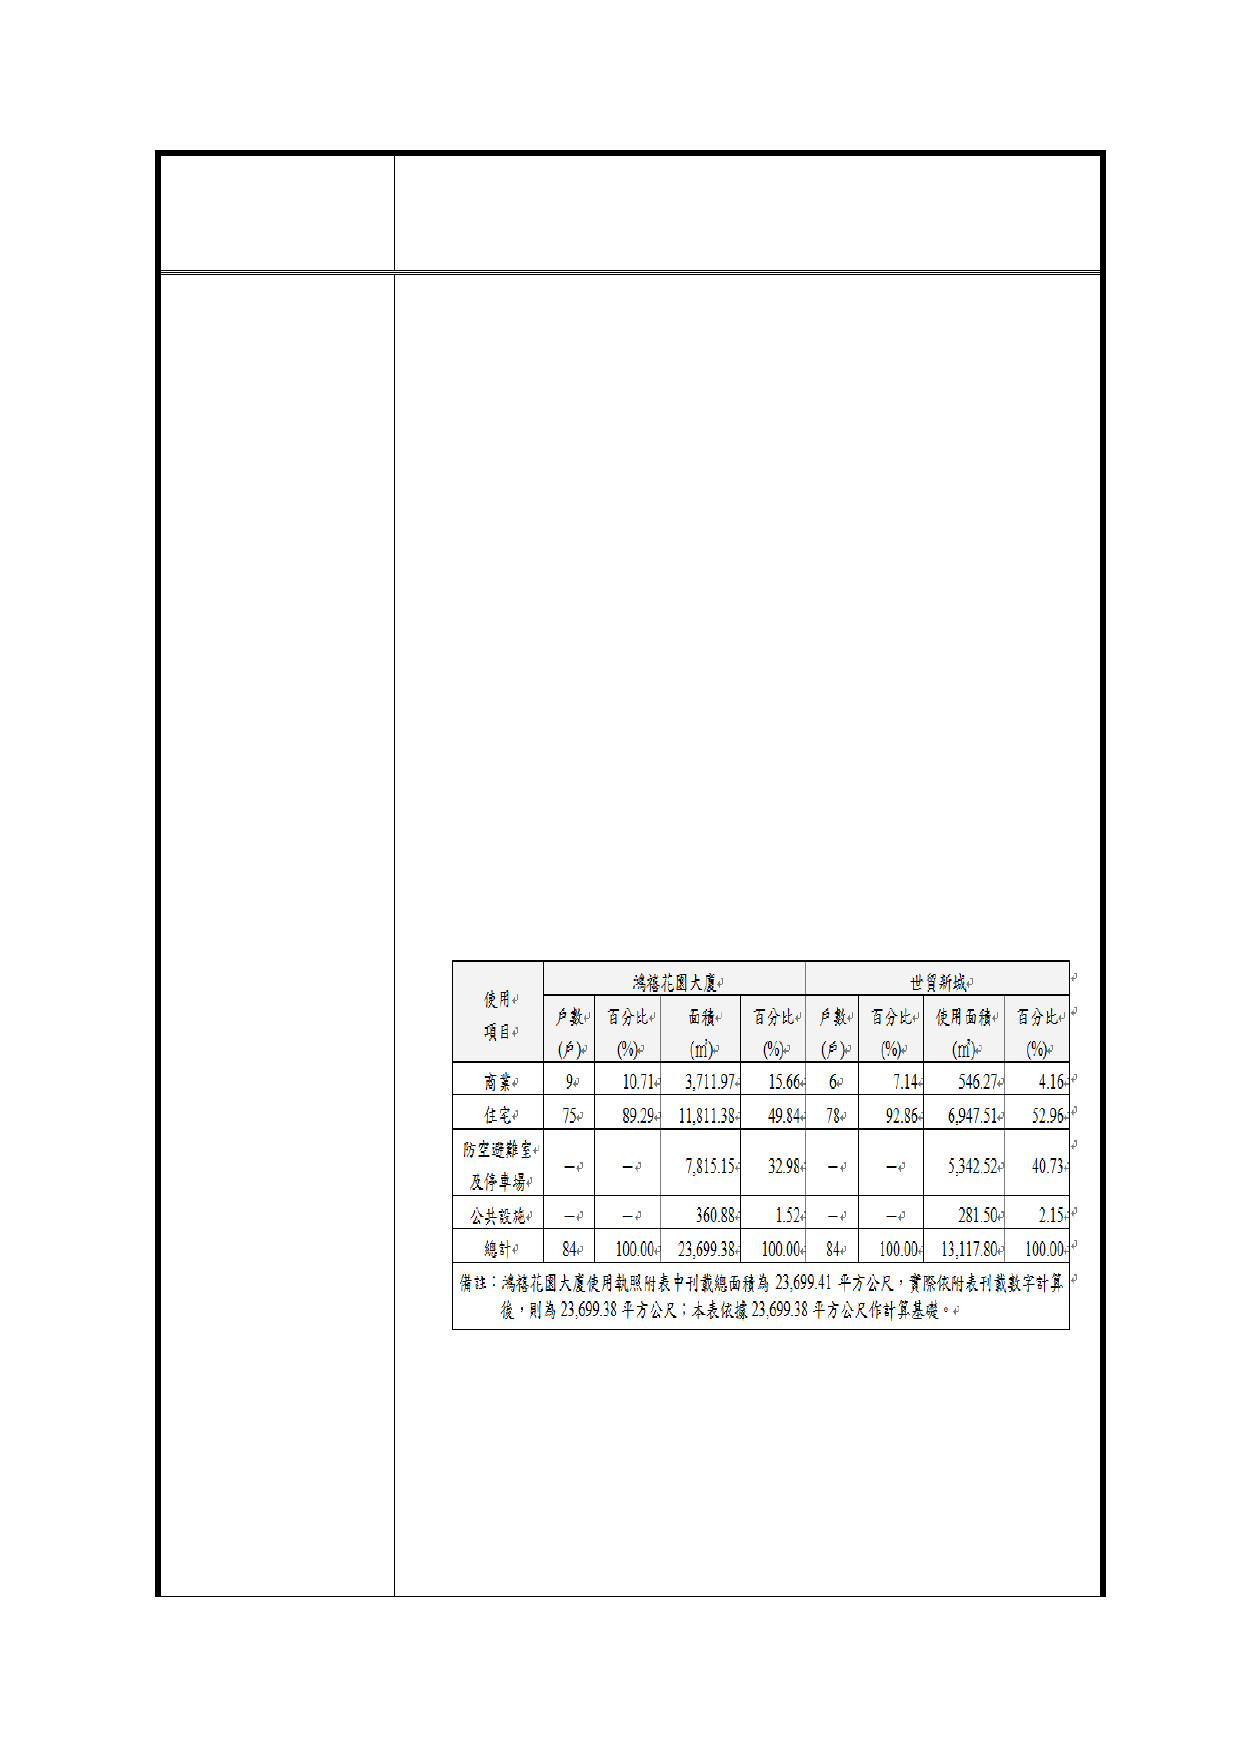 使用
項目
鴻禧花園大廈 世貿新城
戶數 百分比 面積 百分比 戶數 百分比 使用面積 百分比
(戶) (%) (㎡) (%) (戶) (%) (㎡) (%)
商業 9 10.71 3,711.97 15.66 6 7.14 546.27 4.16
住宅 75 89.29 11,811.38 49.84 78 92.86 6,947.51 52.96
防空避難室
及停車場 — — 7,815.15 32.98 — — 5,342.52 40.73
公共設施 — — 360.88 1.52 — — 281.50 2.15
總計 84 100.00 23,699.38 100.00 84 100.00 13,117.80 100.00
備註：鴻禧花園大廈使用執照附表中刊載總面積為 23,699.41 平方公尺，實際依附表刊載數字計算
後，則為 23,699.38 平方公尺；本表依據 23,699.38 平方公尺作計算基礎。